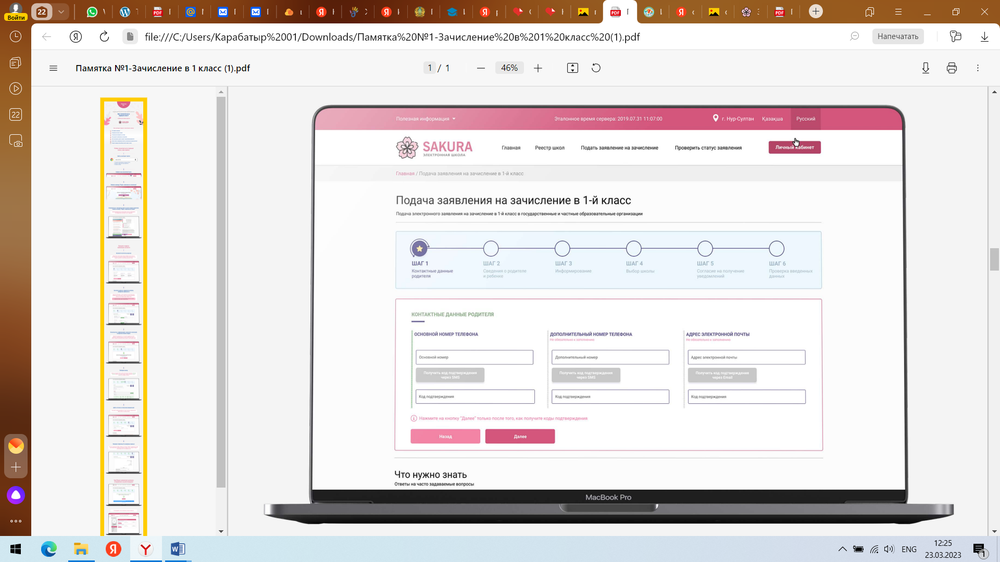 Войти
22
file:///C:/Users/Карабатыр%2001/Downloads/Памятка%20№1-Зачисление%20в%201%20класс%20(1).pdf
Напечатать
Памятка №1-Зачисление в 1 класс (1).pdf
1 / 1
46%
22
Полезная информация
Эталонное время сервера: 2019.07.31 11:07:00
г. Нур-Султан
Қазақша
Русский
SAKURA
ЭЛЕКТРОННАЯ ШКОЛА
Главная
Реестр школ
Подать заявление на зачисление
Проверить статус заявления
Личный кабинет
Главная / Подача заявления на зачисление в 1-й класс
Подача заявления на зачисление в 1-й класс
Подача электронного заявления на зачисление в 1-й класс в государственные и частные образовательные организации
ШАГ 1
Контактные данные
родителя
ШАГ 2
Сведения о родителе
и ребенке
ШАГ 3
Информирование
ШАГ 4
Выбор школы
ШАГ 5
Согласие на получение
уведомлений
ШАГ 6
Проверка введенных
данных
КОНТАКТНЫЕ ДАННЫЕ РОДИТЕЛЯ
ОСНОВНОЙ НОМЕР ТЕЛЕФОНА
Основной номер
Получить код подтверждения
через SMS
Код подтверждения
ДОПОЛНИТЕЛЬНЫЙ НОМЕР ТЕЛЕФОНА
Не обязательно к заполнению
Дополнительный номер
Получить код подтверждения
через SMS
Код подтверждения
АДРЕС ЭЛЕКТРОННОЙ ПОЧТЫ
Не обязательно к заполнению
Адрес электронной почты
Получить код подтверждения
через Email
Код подтверждения
Нажмите на кнопку "Далее" только после того, как получите коды подтверждения
Назад
Далее
Что нужно знать
Ответы на часто задаваемые вопросы
MacBook Pro
ENG
12:25
23.03.2023
1